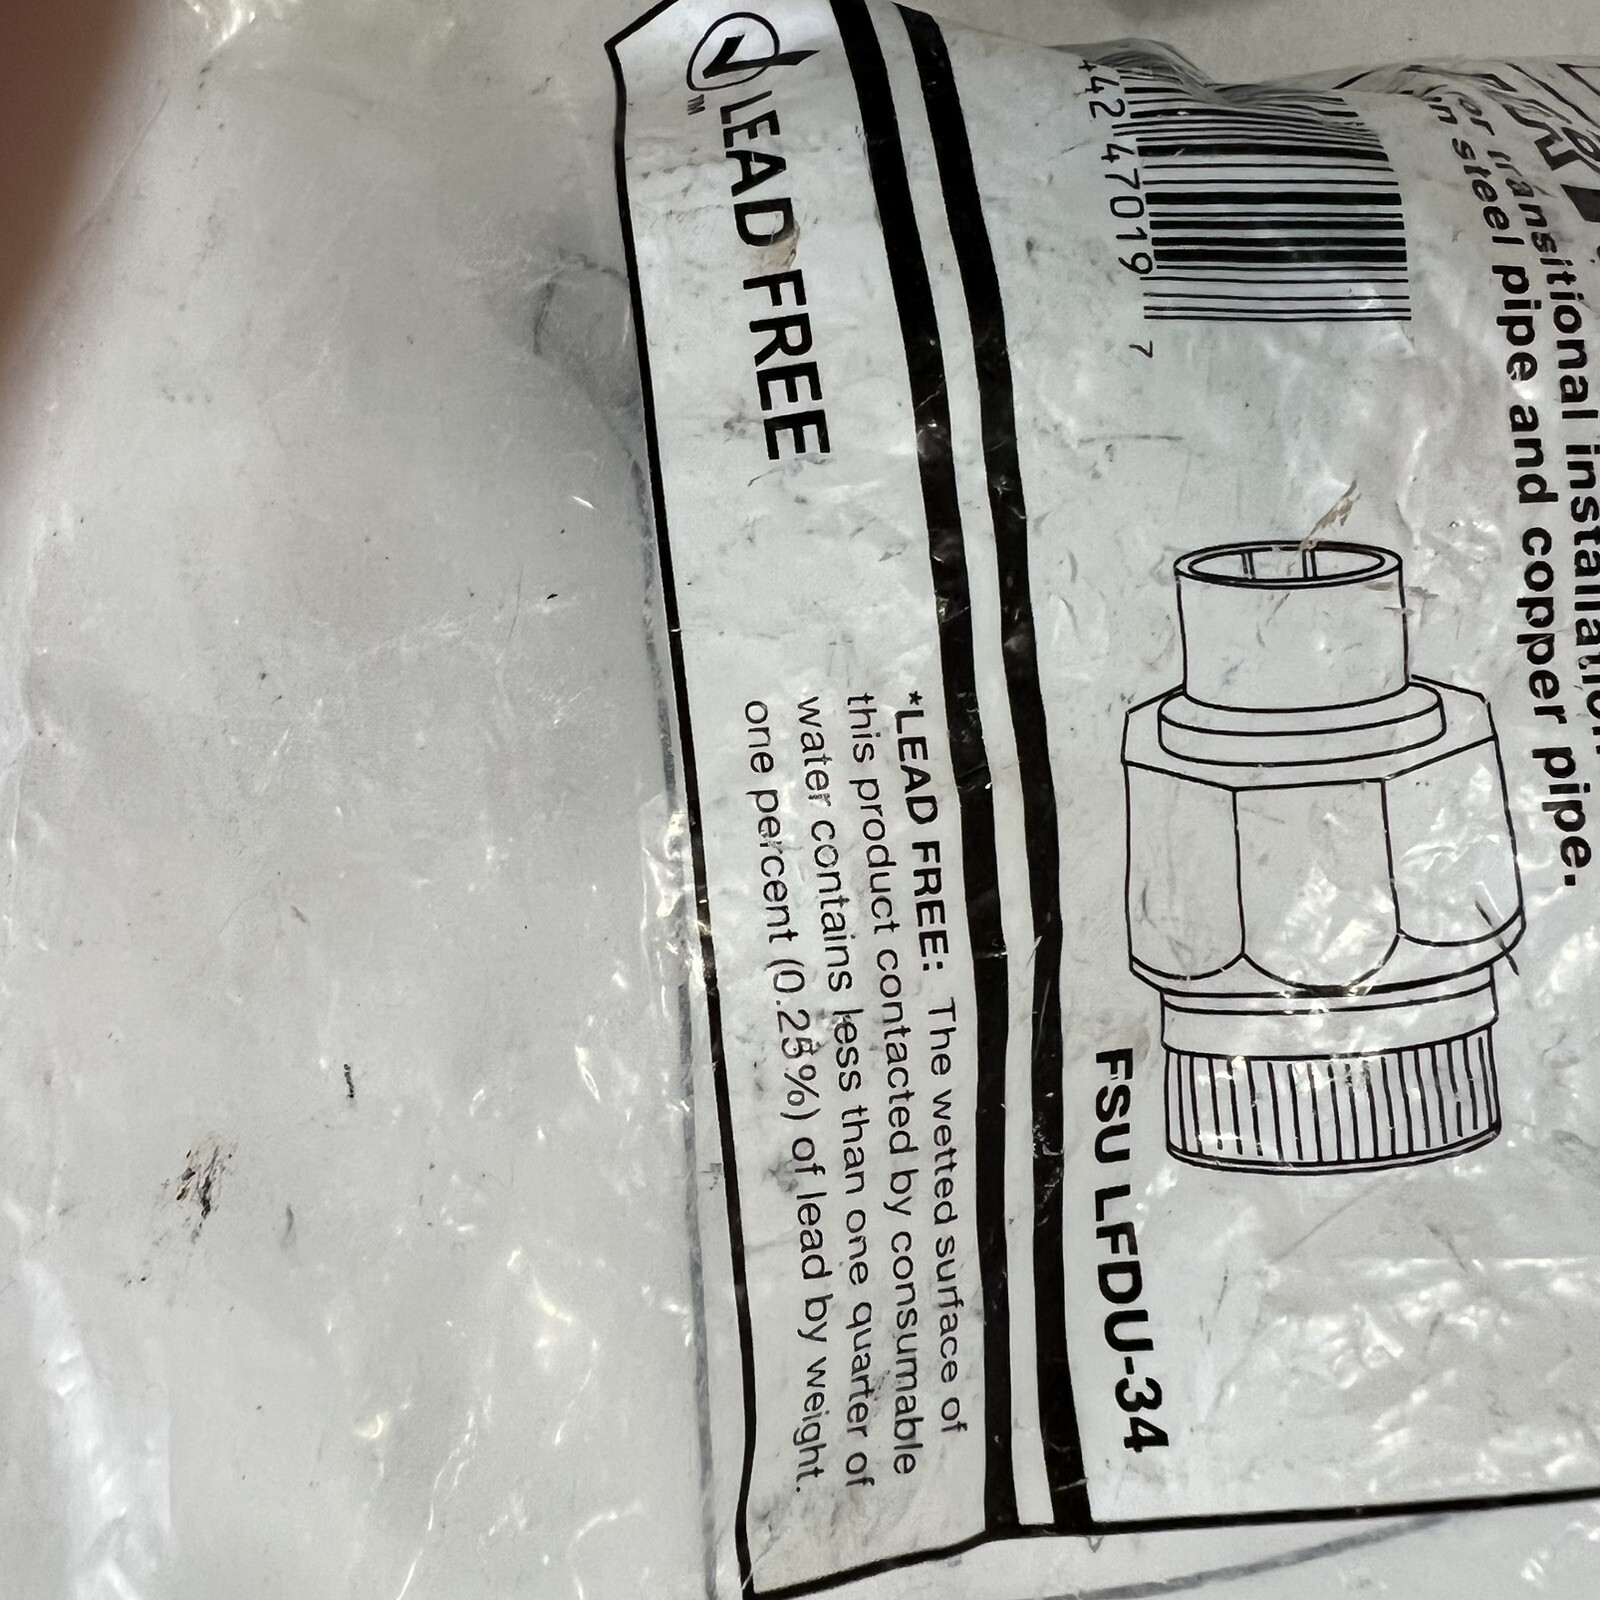 transitional installation
steel pipe and copper pipe.
42 47019 7
FSU LFDU-34
LEAD FREE
TM
*LEAD FREE: The wetted surface of
this product contacted by consumable
water contains less than one quarter of
one percent (0.25%) of lead by weight.